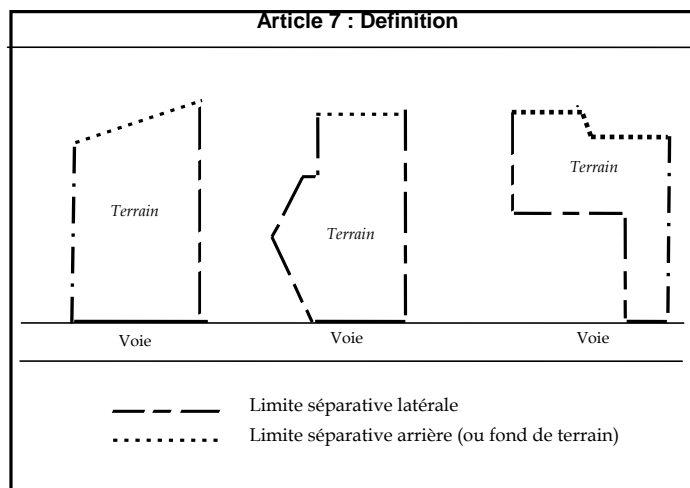 Article 7 : Definition
Terrain
Terrain
Terrain
Voie
Voie
Voie
Limite séparative latérale
Limite séparative arrière (ou fond de terrain)